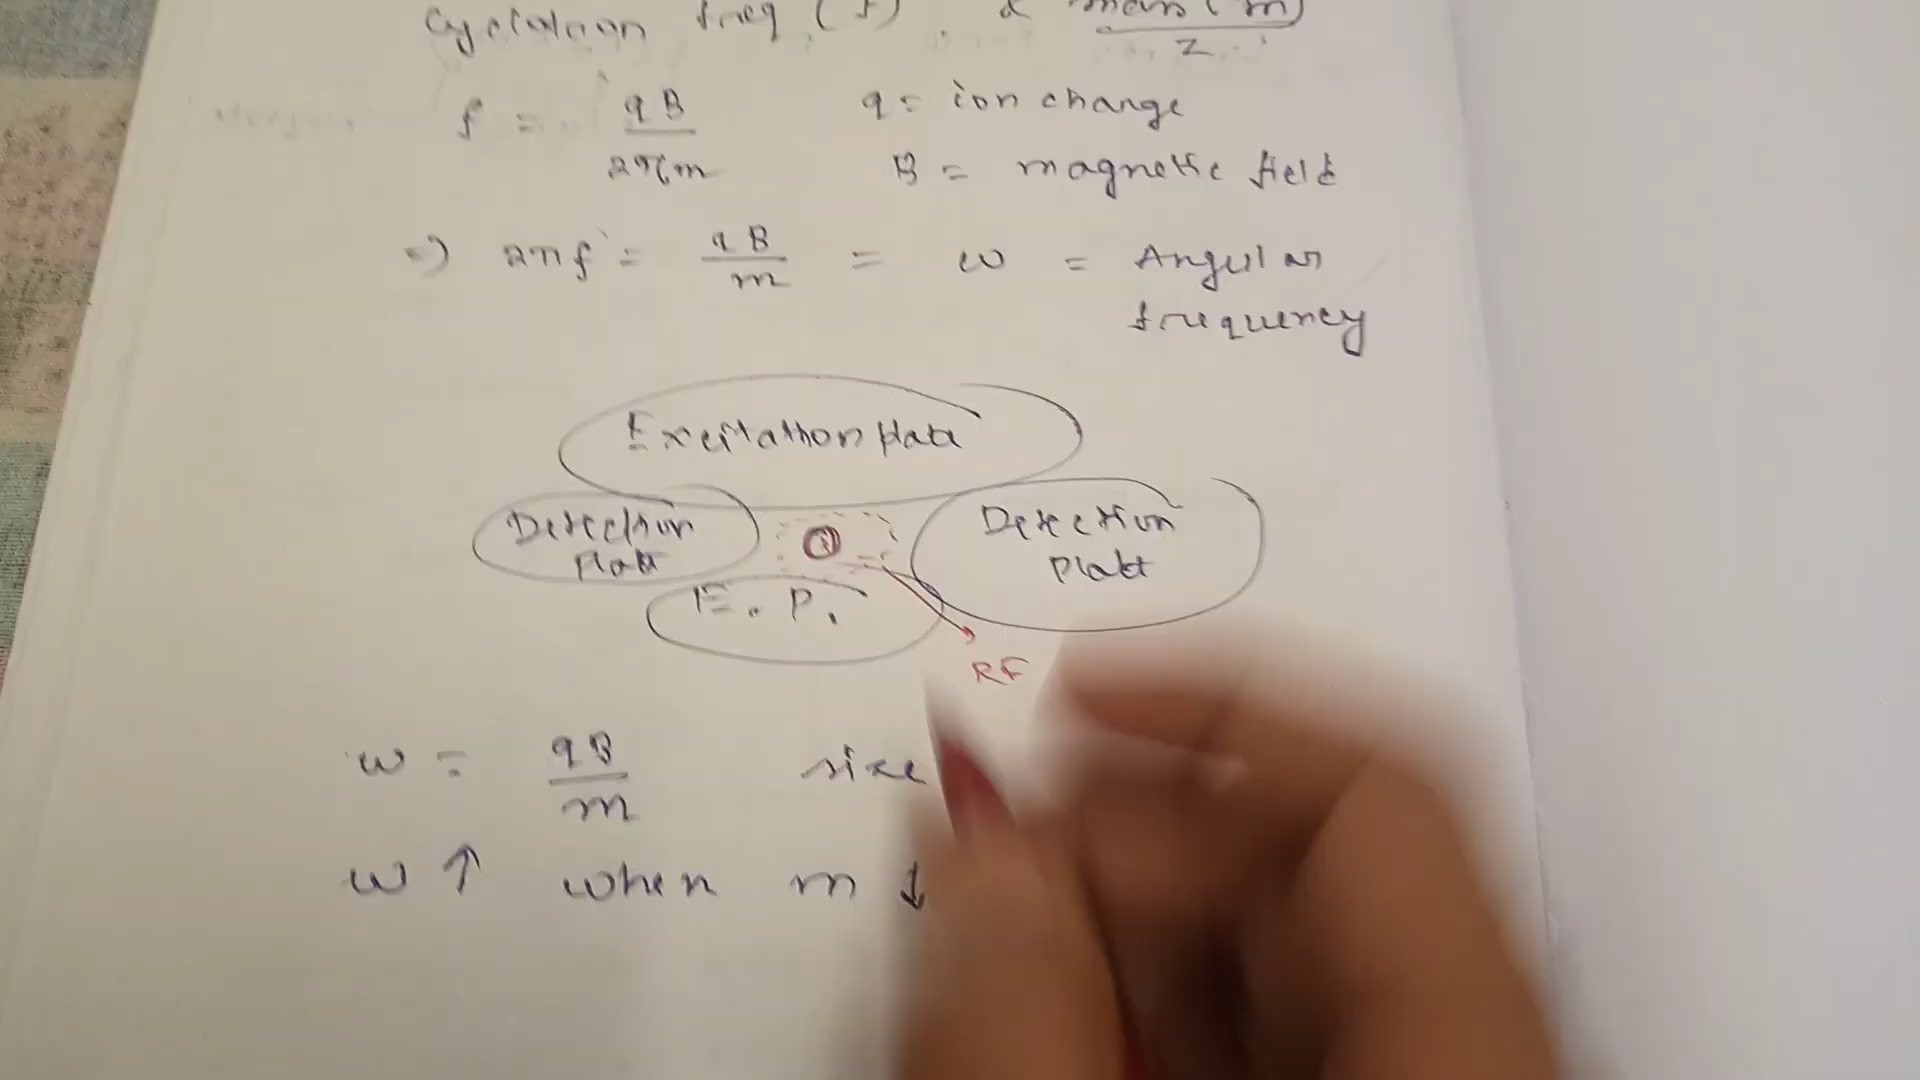 cyclotron freq (f) . α mass (m) / z
f = qB / 2πm
q = ion charge
B = magnetic field
=) 2πf = qB / m = ω = Angular
frequency
Excitation plate
Detection
plate
Detection
plate
E. P.
RF
ω = qB / m
size
ω ↑ when m ↓